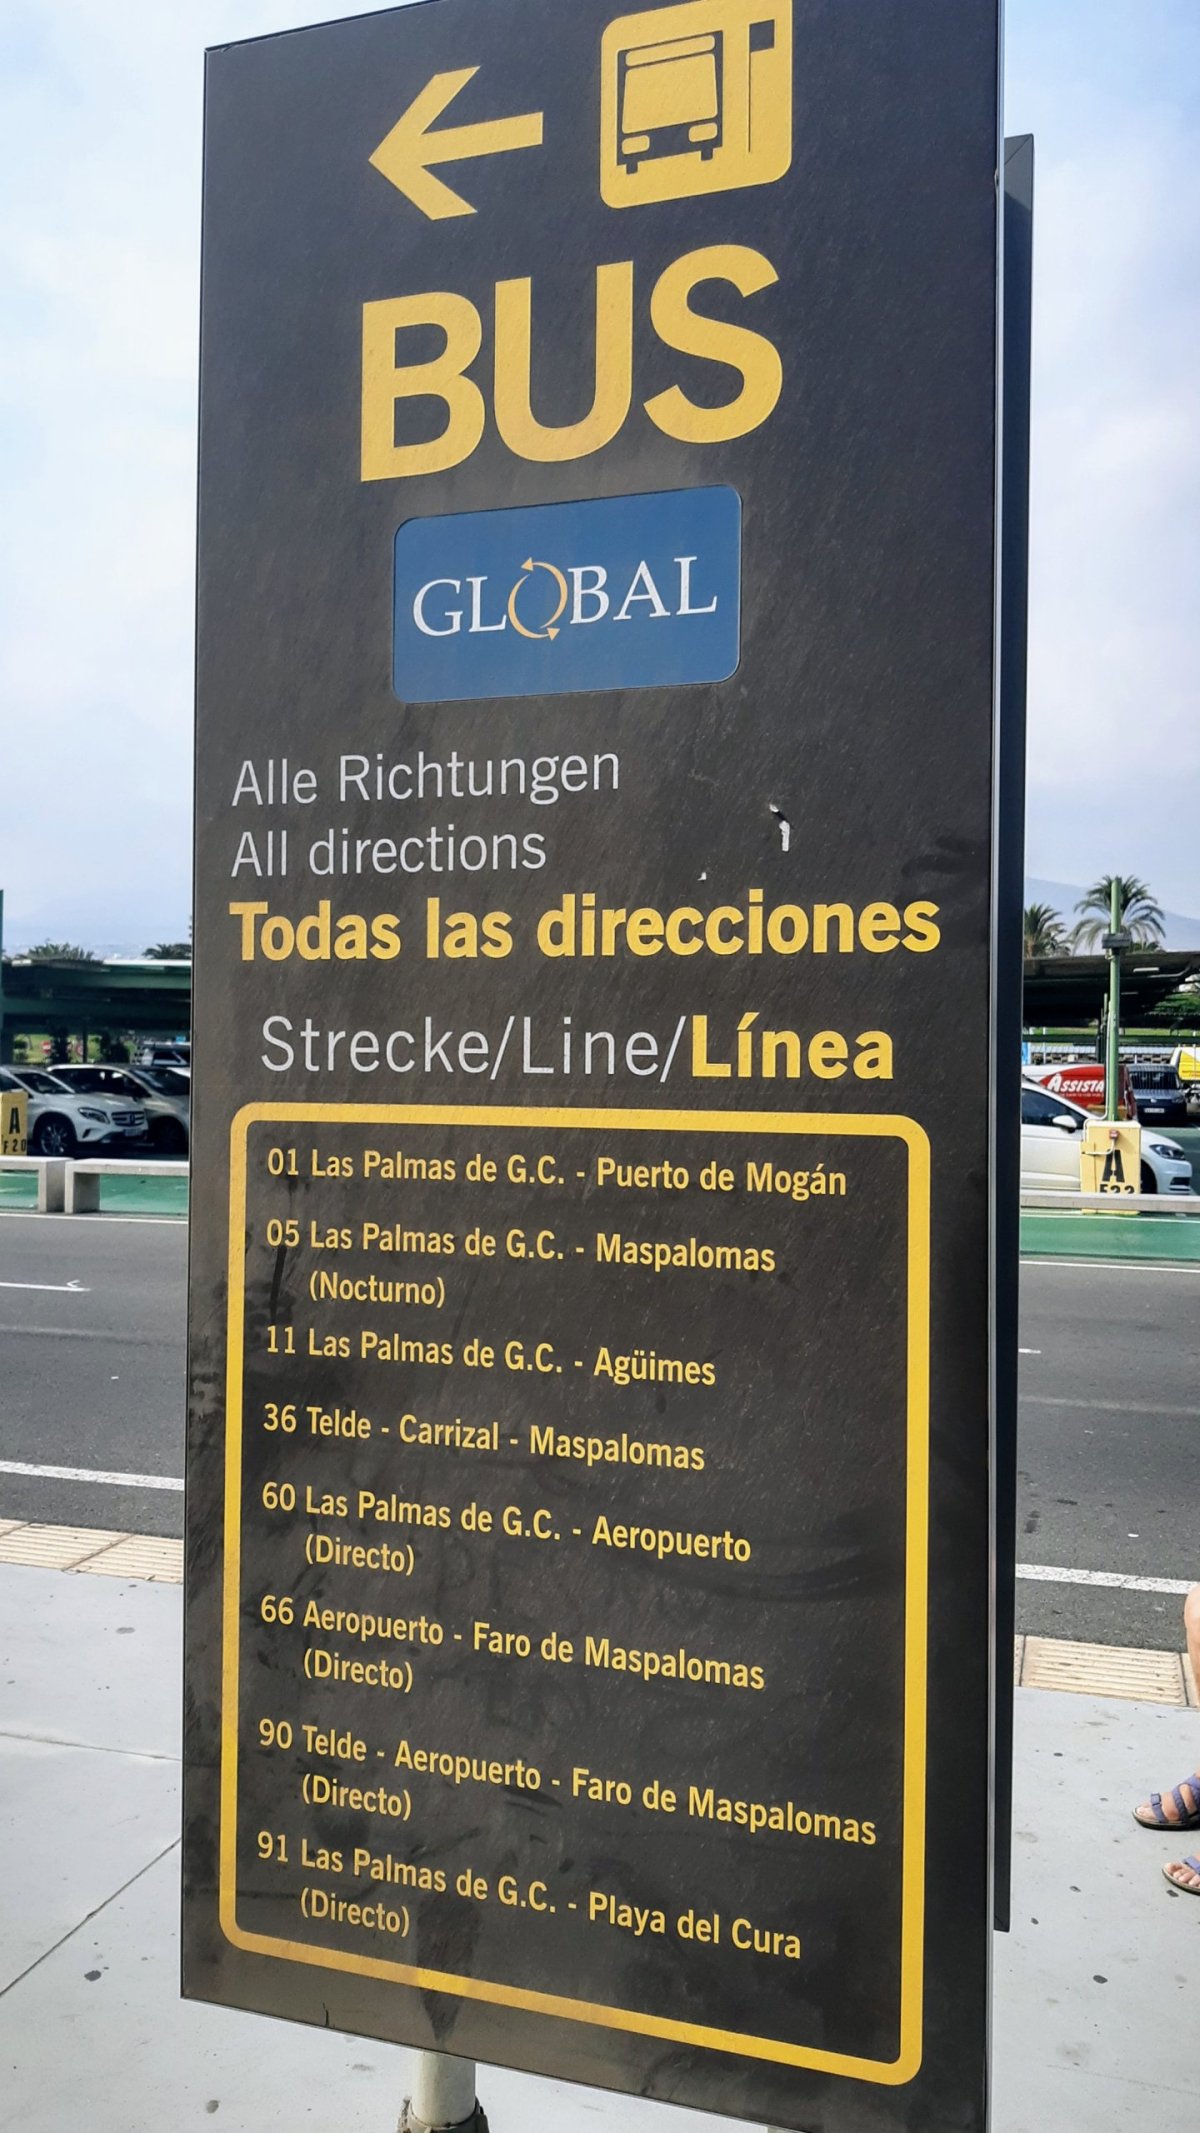 BUS
GLOBAL
Alle Richtungen
All directions
Todas las direcciones
Strecke/Line/Línea
01 Las Palmas de G.C. - Puerto de Mogán
05 Las Palmas de G.C. - Maspalomas
(Nocturno)
11 Las Palmas de G.C. - Agüimes
36 Telde - Carrizal - Maspalomas
60 Las Palmas de G.C. - Aeropuerto
(Directo)
66 Aeropuerto - Faro de Maspalomas
(Directo)
90 Telde - Aeropuerto - Faro de Maspalomas
(Directo)
91 Las Palmas de G.C. - Playa del Cura
(Directo)
A
F20
ASSISTA
A